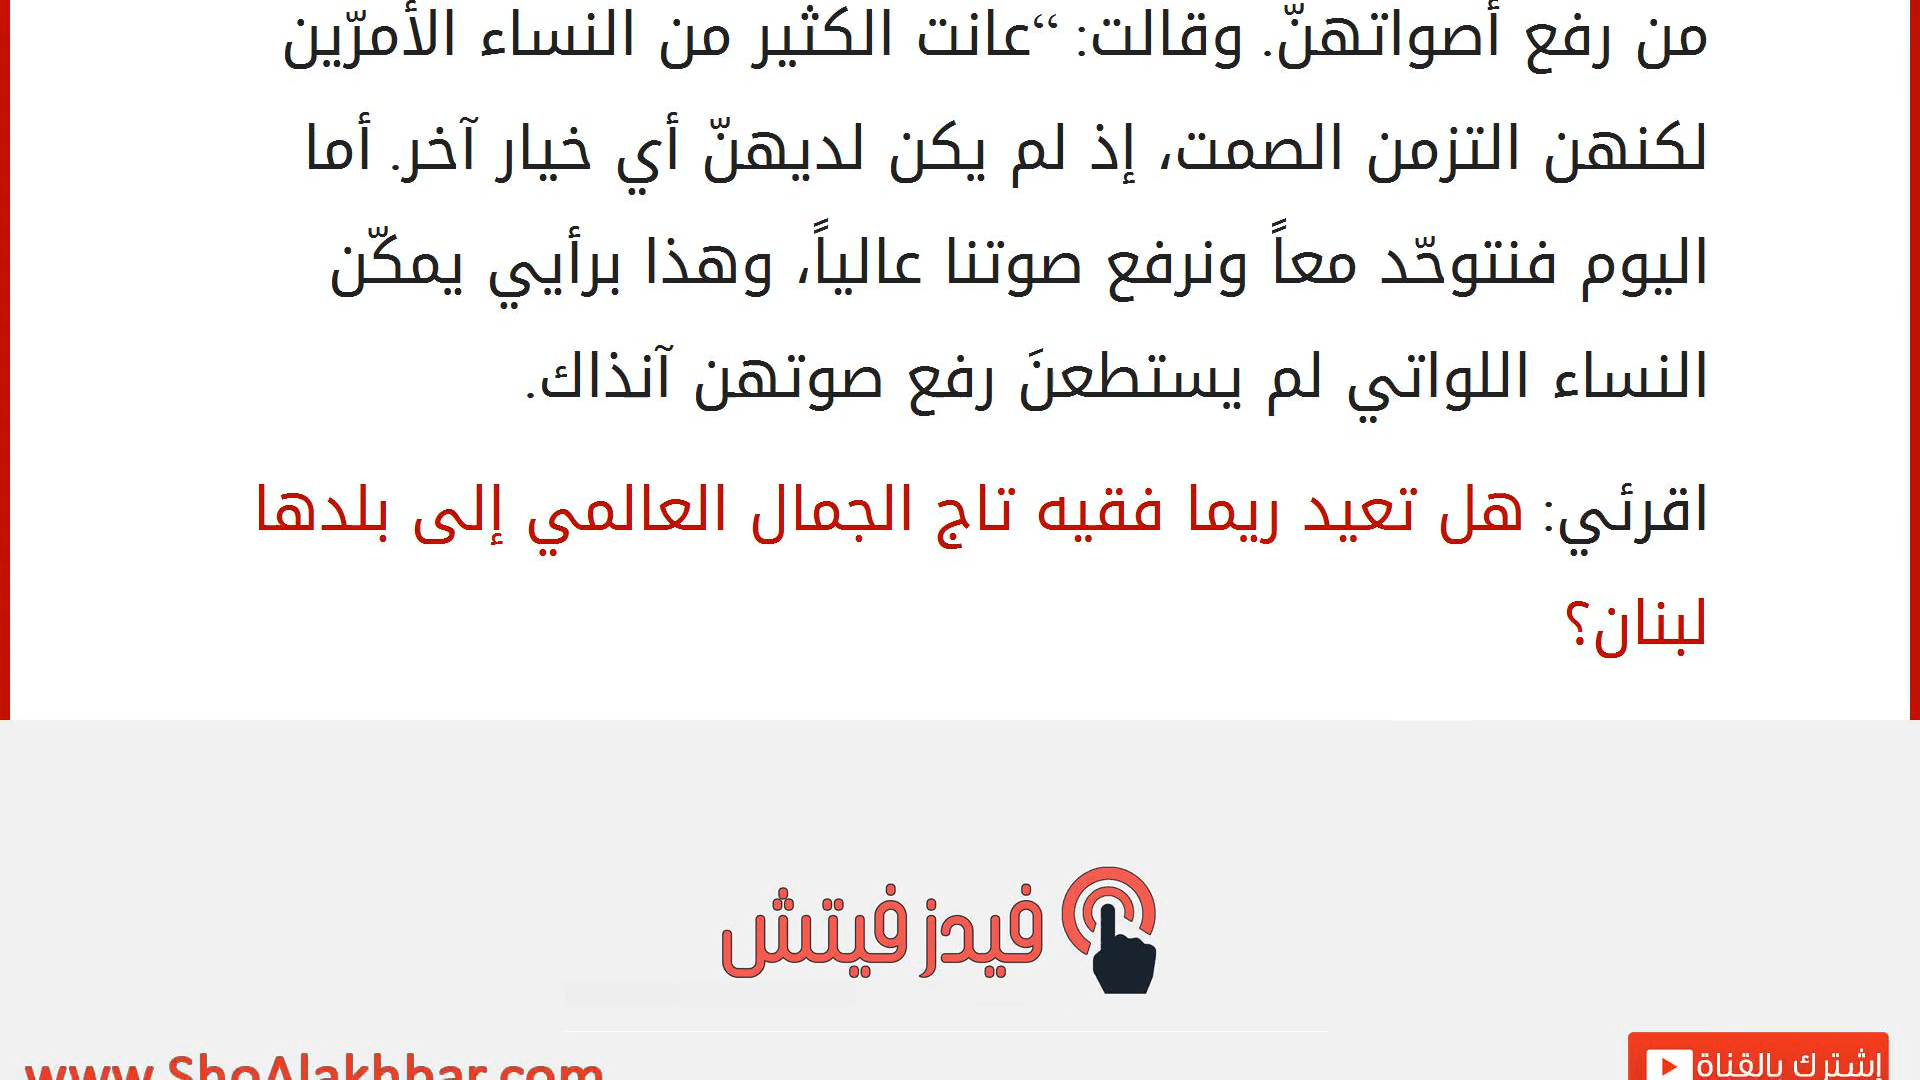 من رفع أصواتهنّ. وقالت: “عانت الكثير من النساء الأمرّين
لكنهن التزمن الصمت، إذ لم يكن لديهنّ أي خيار آخر. أما
اليوم فنتوحّد معاً ونرفع صوتنا عالياً، وهذا برأيي يمكّن
النساء اللواتي لم يستطعنَ رفع صوتهن آنذاك.
اقرئي: هل تعيد ريما فقيه تاج الجمال العالمي إلى بلدها
لبنان؟
فيدز فيتش
www.ShoAlakhbar.com
إشترك بالقناة